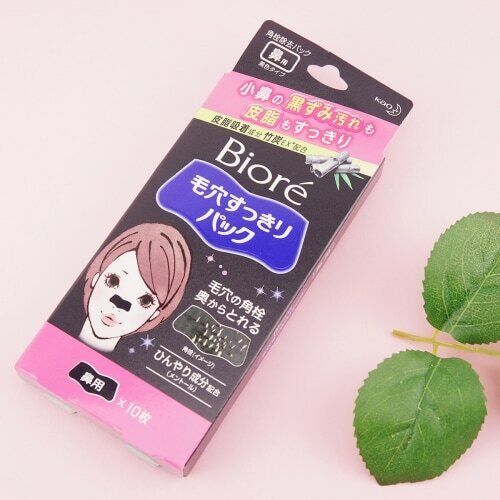 角栓除去パック
鼻用
黒色タイプ
Kao
小鼻の黒ずみ汚れも
皮脂もすっきり
皮脂吸着成分 竹炭EX*配合
Bioré
毛穴すっきり
パック
毛穴の角栓
奥からとれる
角栓(イメージ)
ひんやり成分配合
(メントール)
鼻用
×10枚